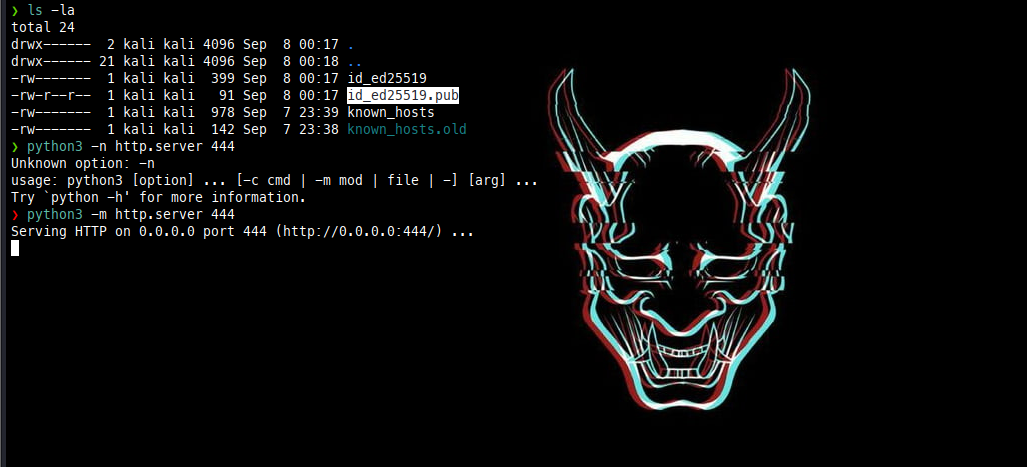 ❯ ls -la
total 24
drwx------  2 kali kali 4096 Sep  8 00:17 .
drwx------ 21 kali kali 4096 Sep  8 00:18 ..
-rw-------  1 kali kali  399 Sep  8 00:17 id_ed25519
-rw-r--r--  1 kali kali   91 Sep  8 00:17 id_ed25519.pub
-rw-------  1 kali kali  978 Sep  7 23:39 known_hosts
-rw-------  1 kali kali  142 Sep  7 23:38 known_hosts.old
❯ python3 -n http.server 444
Unknown option: -n
usage: python3 [option] ... [-c cmd | -m mod | file | -] [arg] ...
Try `python -h' for more information.
❯ python3 -m http.server 444
Serving HTTP on 0.0.0.0 port 444 (http://0.0.0.0:444/) ...